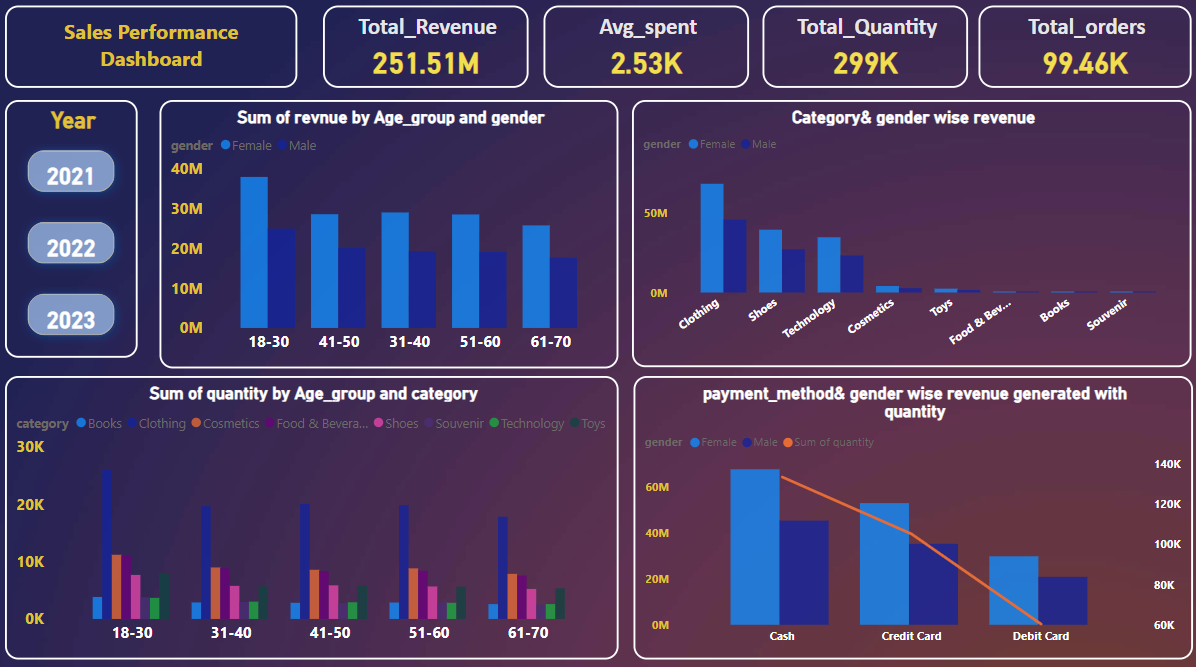 Sales Performance
Dashboard
Total_Revenue
251.51M
Avg_spent
2.53K
Total_Quantity
299K
Total_orders
99.46K
Year
2021
2022
2023
Sum of revnue by Age_group and gender
gender Female Male
40M
30M
20M
10M
0M
18-30 41-50 31-40 51-60 61-70
Category& gender wise revenue
gender Female Male
50M
0M
Clothing Shoes Technology Cosmetics Toys Food & Bev... Books Souvenir
Sum of quantity by Age_group and category
category Books Clothing Cosmetics Food & Bevera... Shoes Souvenir Technology Toys
30K
20K
10K
0K
18-30 31-40 41-50 51-60 61-70
payment_method& gender wise revenue generated with
quantity
gender Female Male Sum of quantity
60M
40M
20M
0M
140K
120K
100K
80K
60K
Cash Credit Card Debit Card